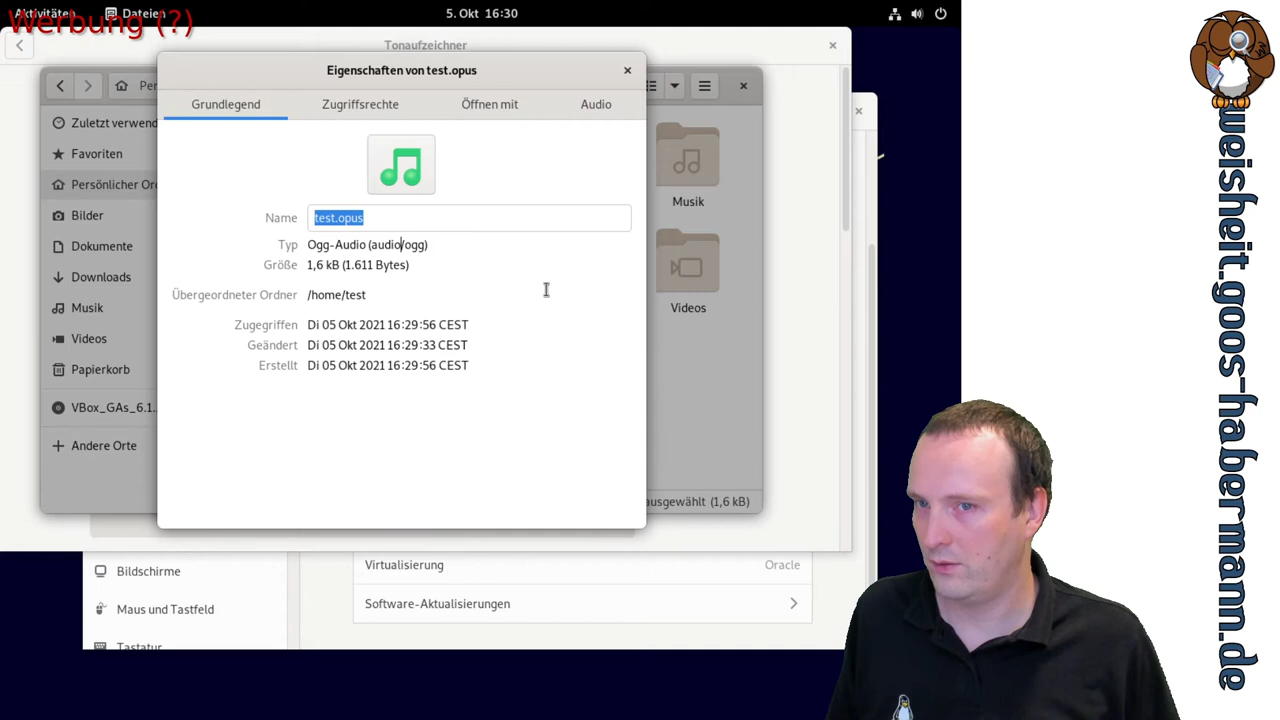 Aktivitäten Dateien 5. Okt 16:30
Werbung (?)
Tonaufzeichner
Eigenschaften von test.opus
Grundlegend Zugriffsrechte Öffnen mit Audio
Name test.opus
Typ Ogg-Audio (audio/ogg)
Größe 1,6 kB (1.611 Bytes)
Übergeordneter Ordner /home/test
Zugegriffen Di 05 Okt 2021 16:29:56 CEST
Geändert Di 05 Okt 2021 16:29:33 CEST
Erstellt Di 05 Okt 2021 16:29:56 CEST
Per
Zuletzt verwend
Favoriten
Persönlicher Or
Bilder
Dokumente
Downloads
Musik
Videos
Papierkorb
VBox_GAs_6.1...
Andere Orte
Musik
Videos
ausgewählt (1,6 kB)
Bildschirme
Maus und Tastfeld
Tastatur
Virtualisierung Oracle
Software-Aktualisierungen
weisheit.goos-habermann.de